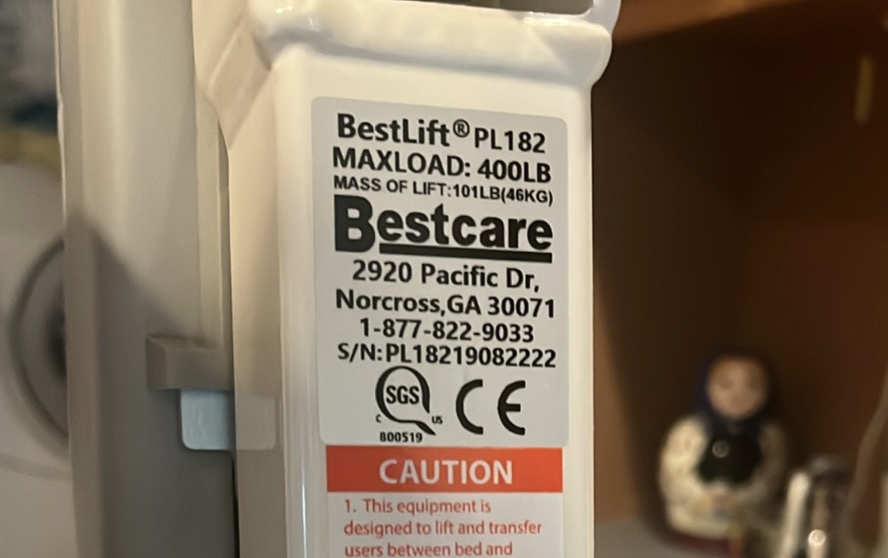 BestLift® PL182
MAXLOAD: 400LB
MASS OF LIFT:101LB(46KG)
Bestcare
2920 Pacific Dr,
Norcross,GA 30071
1-877-822-9033
S/N:PL18219082222
SGS CE
C US
800519
CAUTION
1. This equipment is
designed to lift and transfer
users between bed and